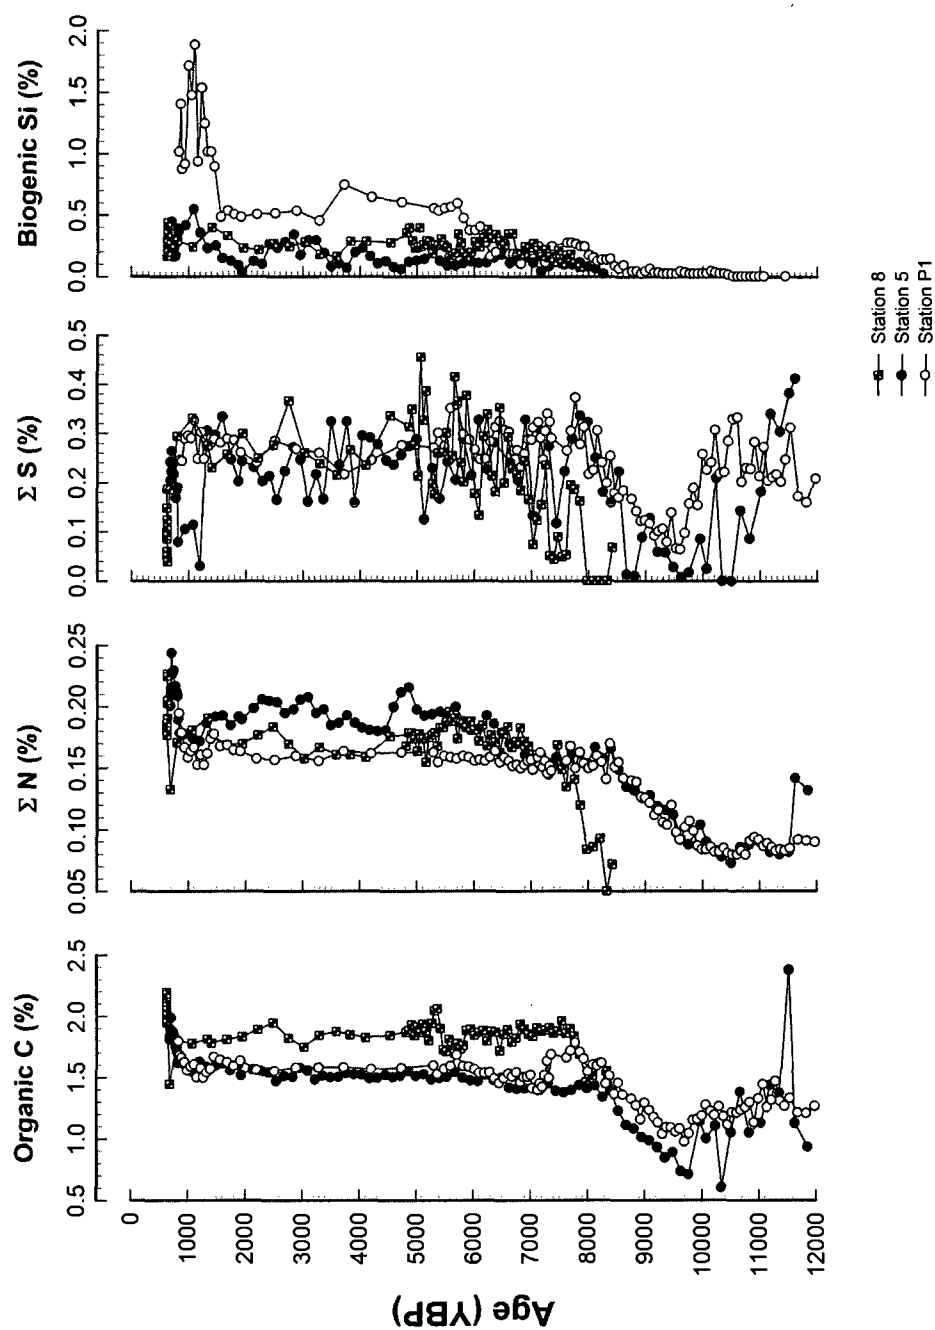 Organic C (%)
Σ N (%)
Σ S (%)
Biogenic Si (%)
0.5 1.0 1.5 2.0 2.5
0.05 0.10 0.15 0.20 0.25
0.0 0.1 0.2 0.3 0.4 0.5
0.0 0.5 1.0 1.5 2.0
0
1000
2000
3000
4000
5000
6000
7000
8000
9000
10000
11000
12000
Age (YBP)
Station 8
Station 5
Station P1